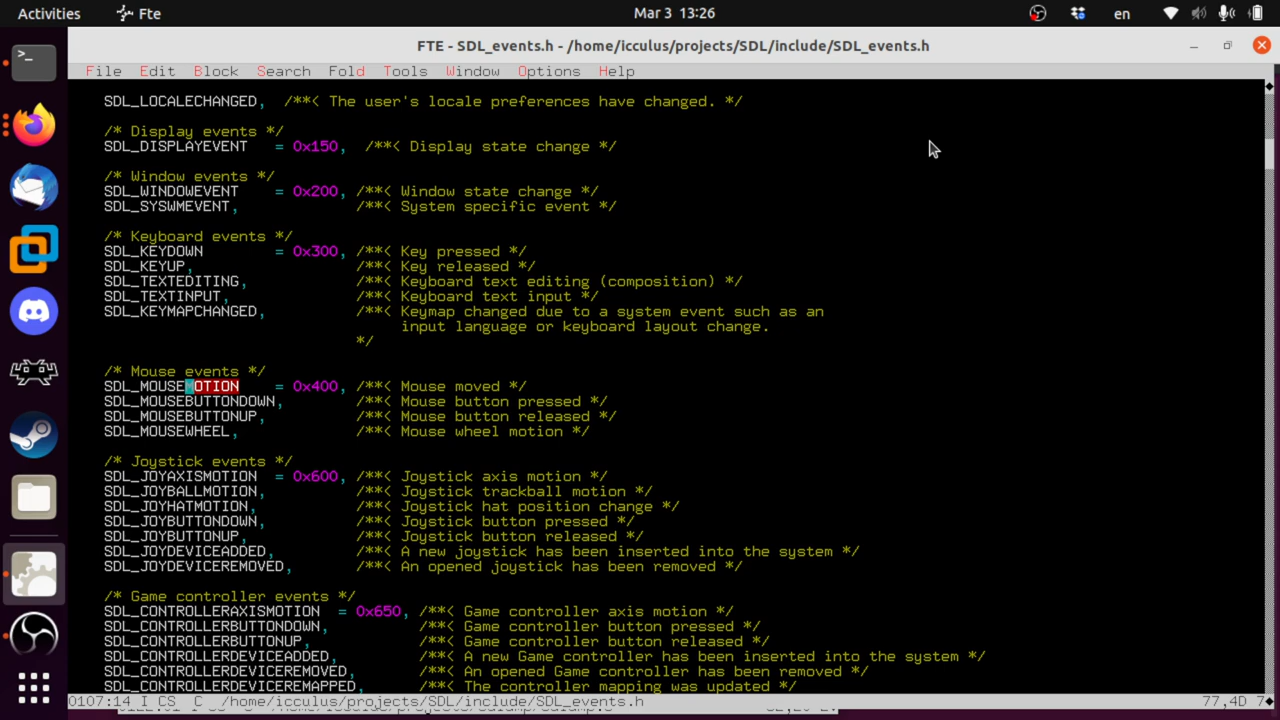 Activities
Fte
Mar 3 13:26
en
FTE - SDL_events.h - /home/icculus/projects/SDL/include/SDL_events.h
File Edit Block Search Fold Tools Window Options Help
SDL_LOCALECHANGED, /**< The user's locale preferences have changed. */
/* Display events */
SDL_DISPLAYEVENT = 0x150, /**< Display state change */
/* Window events */
SDL_WINDOWEVENT = 0x200, /**< Window state change */
SDL_SYSWMEVENT, /**< System specific event */
/* Keyboard events */
SDL_KEYDOWN = 0x300, /**< Key pressed */
SDL_KEYUP, /**< Key released */
SDL_TEXTEDITING, /**< Keyboard text editing (composition) */
SDL_TEXTINPUT, /**< Keyboard text input */
SDL_KEYMAPCHANGED, /**< Keymap changed due to a system event such as an
input language or keyboard layout change.
*/
/* Mouse events */
SDL_MOUSEMOTION = 0x400, /**< Mouse moved */
SDL_MOUSEBUTTONDOWN, /**< Mouse button pressed */
SDL_MOUSEBUTTONUP, /**< Mouse button released */
SDL_MOUSEWHEEL, /**< Mouse wheel motion */
/* Joystick events */
SDL_JOYAXISMOTION = 0x600, /**< Joystick axis motion */
SDL_JOYBALLMOTION, /**< Joystick trackball motion */
SDL_JOYHATMOTION, /**< Joystick hat position change */
SDL_JOYBUTTONDOWN, /**< Joystick button pressed */
SDL_JOYBUTTONUP, /**< Joystick button released */
SDL_JOYDEVICEADDED, /**< A new joystick has been inserted into the system */
SDL_JOYDEVICEREMOVED, /**< An opened joystick has been removed */
/* Game controller events */
SDL_CONTROLLERAXISMOTION = 0x650, /**< Game controller axis motion */
SDL_CONTROLLERBUTTONDOWN, /**< Game controller button pressed */
SDL_CONTROLLERBUTTONUP, /**< Game controller button released */
SDL_CONTROLLERDEVICEADDED, /**< A new Game controller has been inserted into the system */
SDL_CONTROLLERDEVICEREMOVED, /**< An opened Game controller has been removed */
SDL_CONTROLLERDEVICEREMAPPED, /**< The controller mapping was updated */
0107:14 I CS C /home/icculus/projects/SDL/include/SDL_events.h 77,4D 7